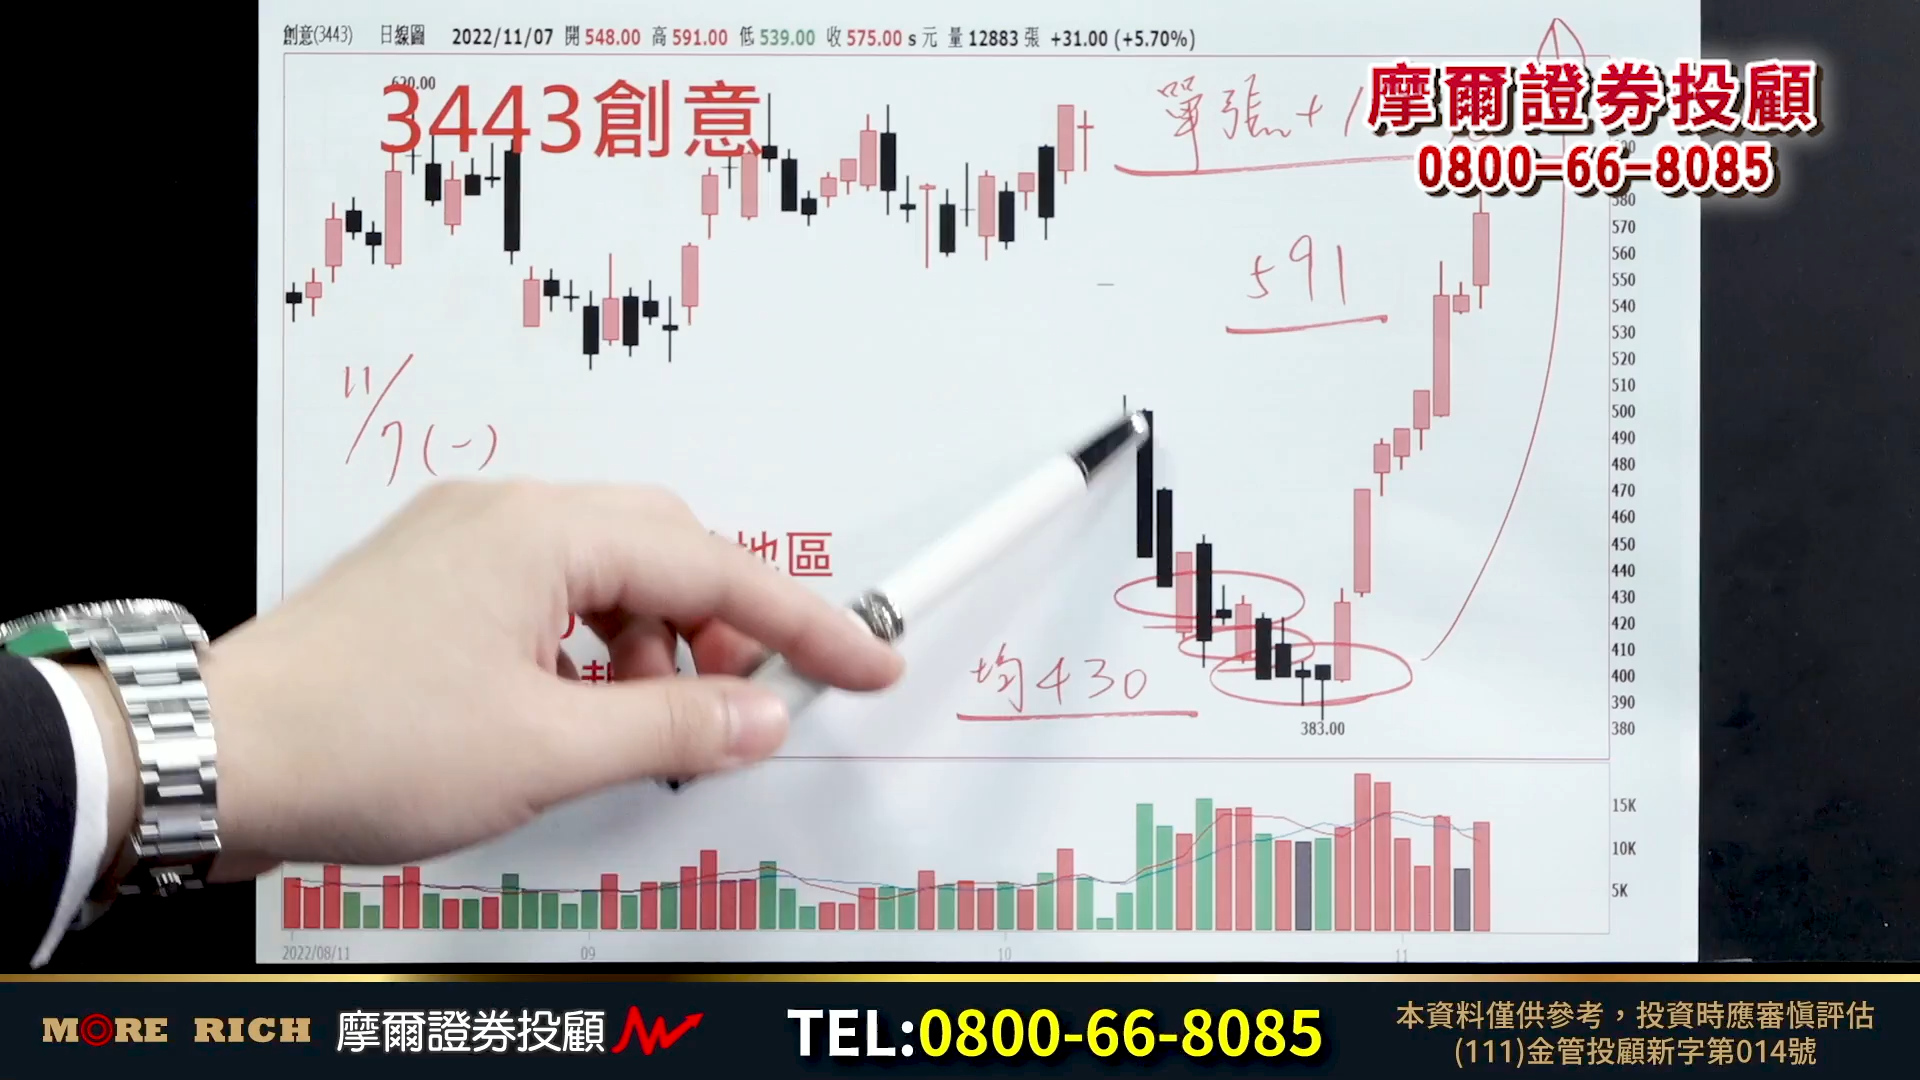 創意(3443) 日線圖 2022/11/07 開 548.00 高 591.00 低 539.00 收 575.00 s 元 量 12883 張 +31.00 (+5.70%)
620.00
3443創意
單張+1
摩爾證券投顧
0800-66-8085
580
570
560
550
540
530
520
510
500
490
480
470
460
450
440
430
420
410
400
390
380
591
11/7(一)
地區
均430
383.00
15K
10K
5K
2022/08/11 09 10 11
MORE RICH 摩爾證券投顧
TEL:0800-66-8085
本資料僅供參考，投資時應審慎評估
(111)金管投顧新字第014號